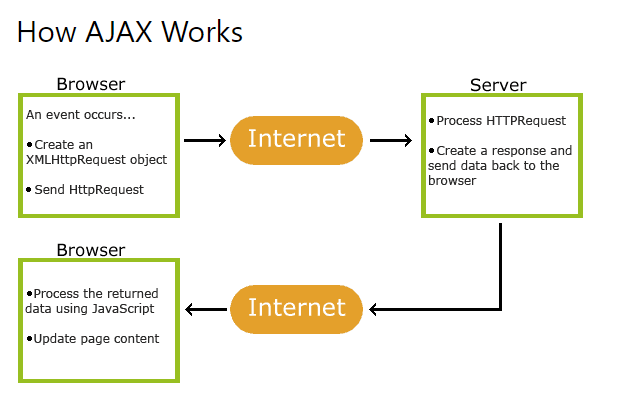 How AJAX Works
Browser
An event occurs...
•Create an
XMLHttpRequest object
• Send HttpRequest
Internet
Server
•Process HTTPRequest
•Create a response and
send data back to the
browser
Browser
•Process the returned
data using JavaScript
•Update page content
Internet